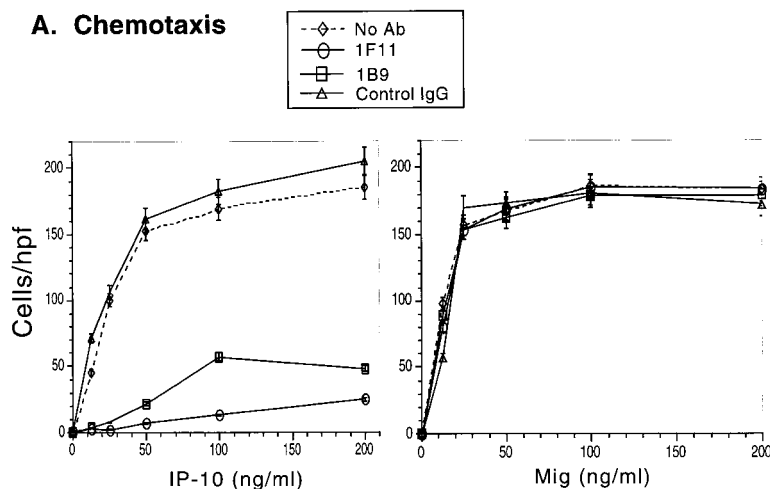 A. Chemotaxis
No Ab
1F11
1B9
Control IgG
Cells/hpf
200
150
100
50
0
0 50 100 150 200
IP-10 (ng/ml)
200
150
100
50
0
0 50 100 150 200
Mig (ng/ml)